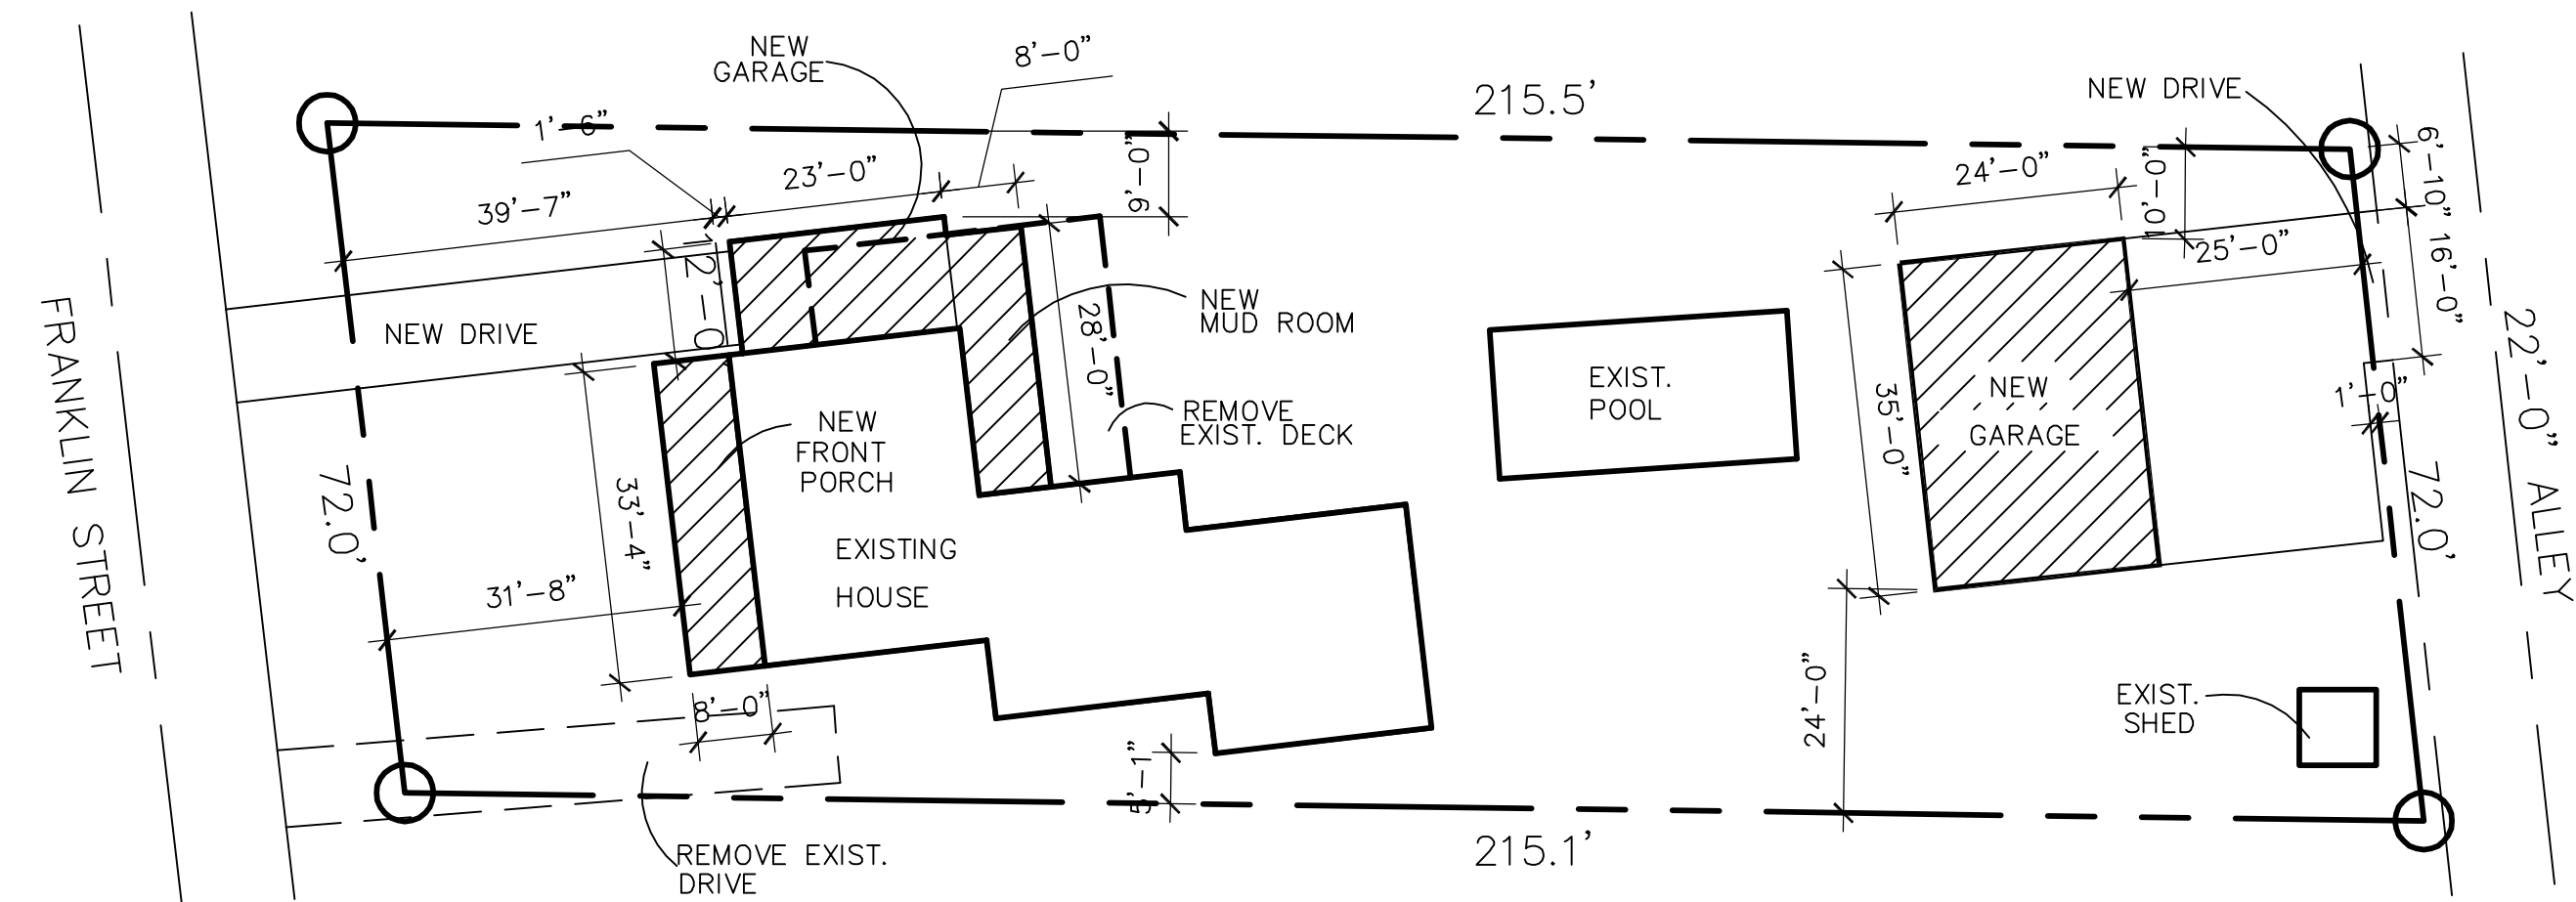 NEW
GARAGE
8'-0"
215.5'
NEW DRIVE
1'-6"
23'-0"
39'-7"
9'-0"
24'-0"
10'-0"
6'-10"
25'-0"
16'-0"
12'-0
NEW DRIVE
NEW
MUD ROOM
28'-0"
REMOVE
EXIST. DECK
EXIST.
POOL
NEW
GARAGE
35'-0"
1'-0"
22'-0" ALLEY
FRANKLIN STREET
72.0'
NEW
FRONT
PORCH
33'-4"
EXISTING
HOUSE
31'-8"
72.0'
8'-0"
24'-0"
EXIST.
SHED
5'-1"
215.1'
REMOVE EXIST.
DRIVE